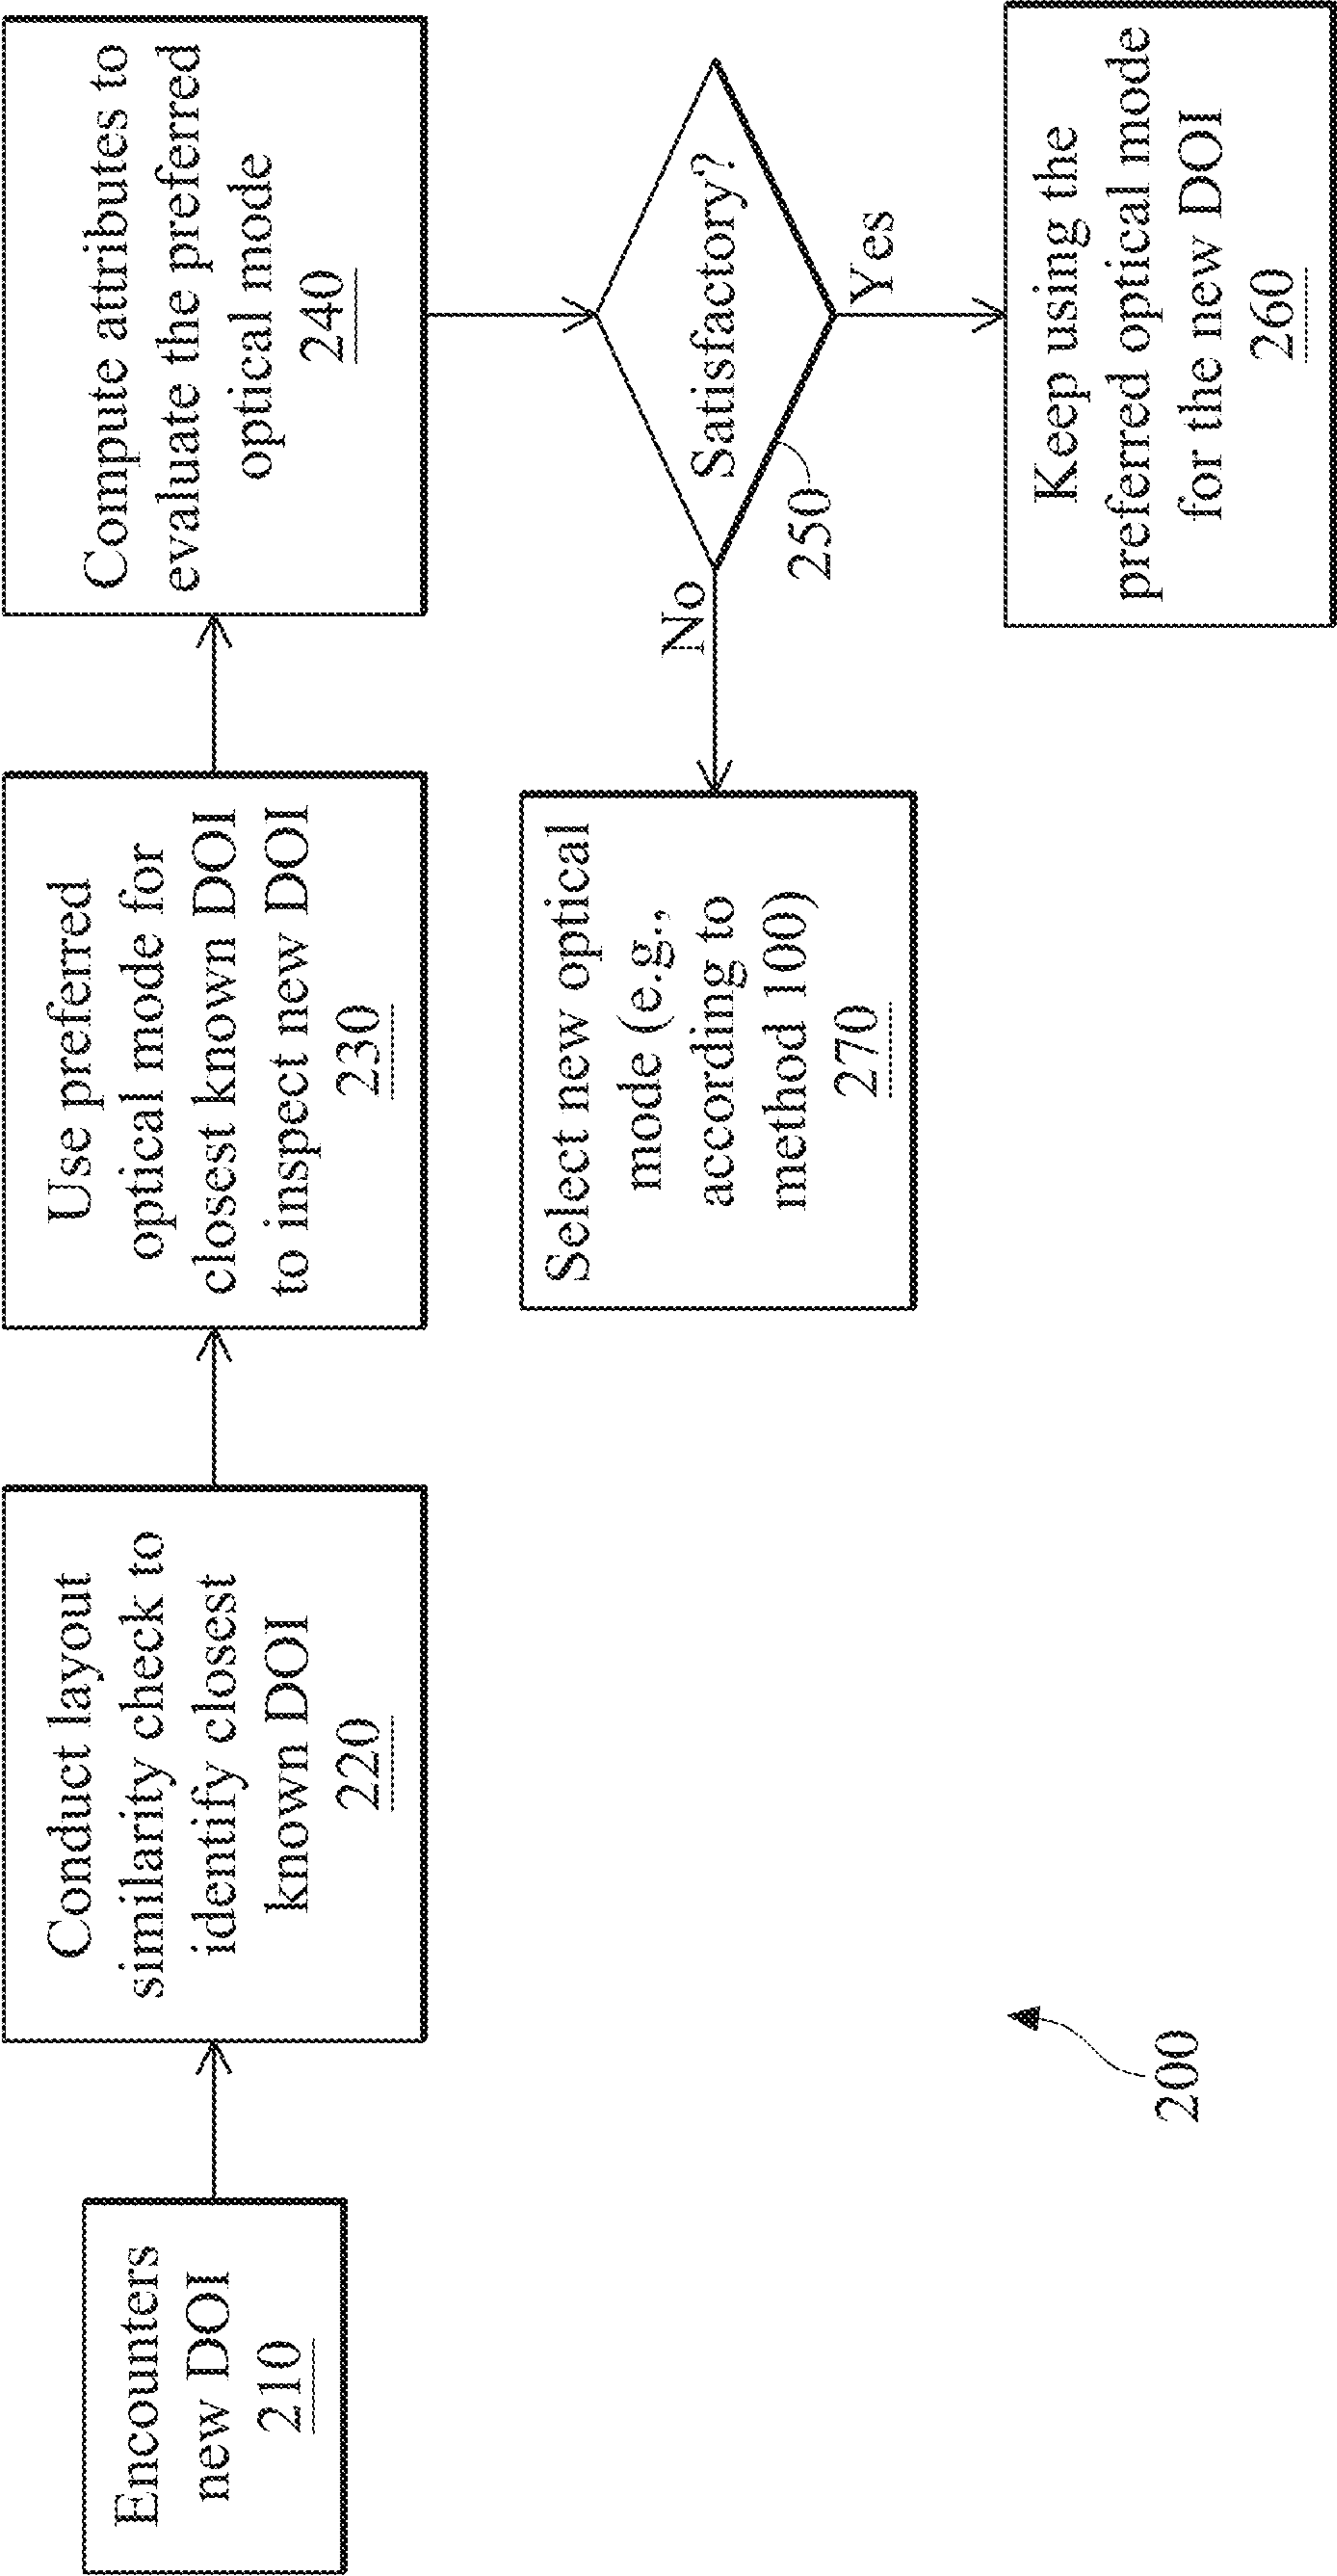 Encounters
new DOI
210
Conduct layout
similarity check to
identify closest
known DOI
220
Use preferred
optical mode for
closest known DOI
to inspect new DOI
230
Compute attributes to
evaluate the preferred
optical mode
240
Satisfactory?
250
No
Yes
Select new optical
mode (e.g.,
according to
method 100)
270
Keep using the
preferred optical mode
for the new DOI
260
200